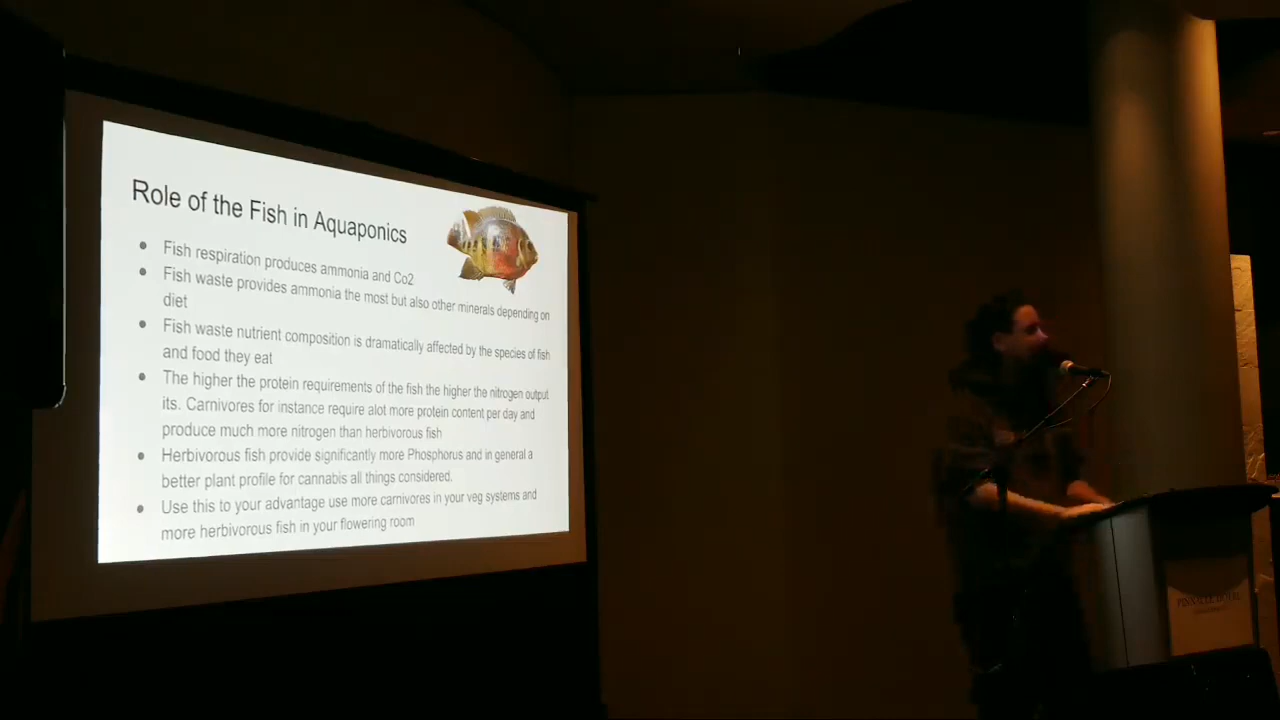 Role of the Fish in Aquaponics
● Fish respiration produces ammonia and Co2
● Fish waste provides ammonia the most but also other minerals depending on
diet
● Fish waste nutrient composition is dramatically affected by the species of fish
and food they eat
● The higher the protein requirements of the fish the higher the nitrogen output
its. Carnivores for instance require alot more protein content per day and
produce much more nitrogen than herbivorous fish
● Herbivorous fish provide significantly more Phosphorus and in general a
better plant profile for cannabis all things considered.
● Use this to your advantage use more carnivores in your veg systems and
more herbivorous fish in your flowering room
PINNACLE HOTEL